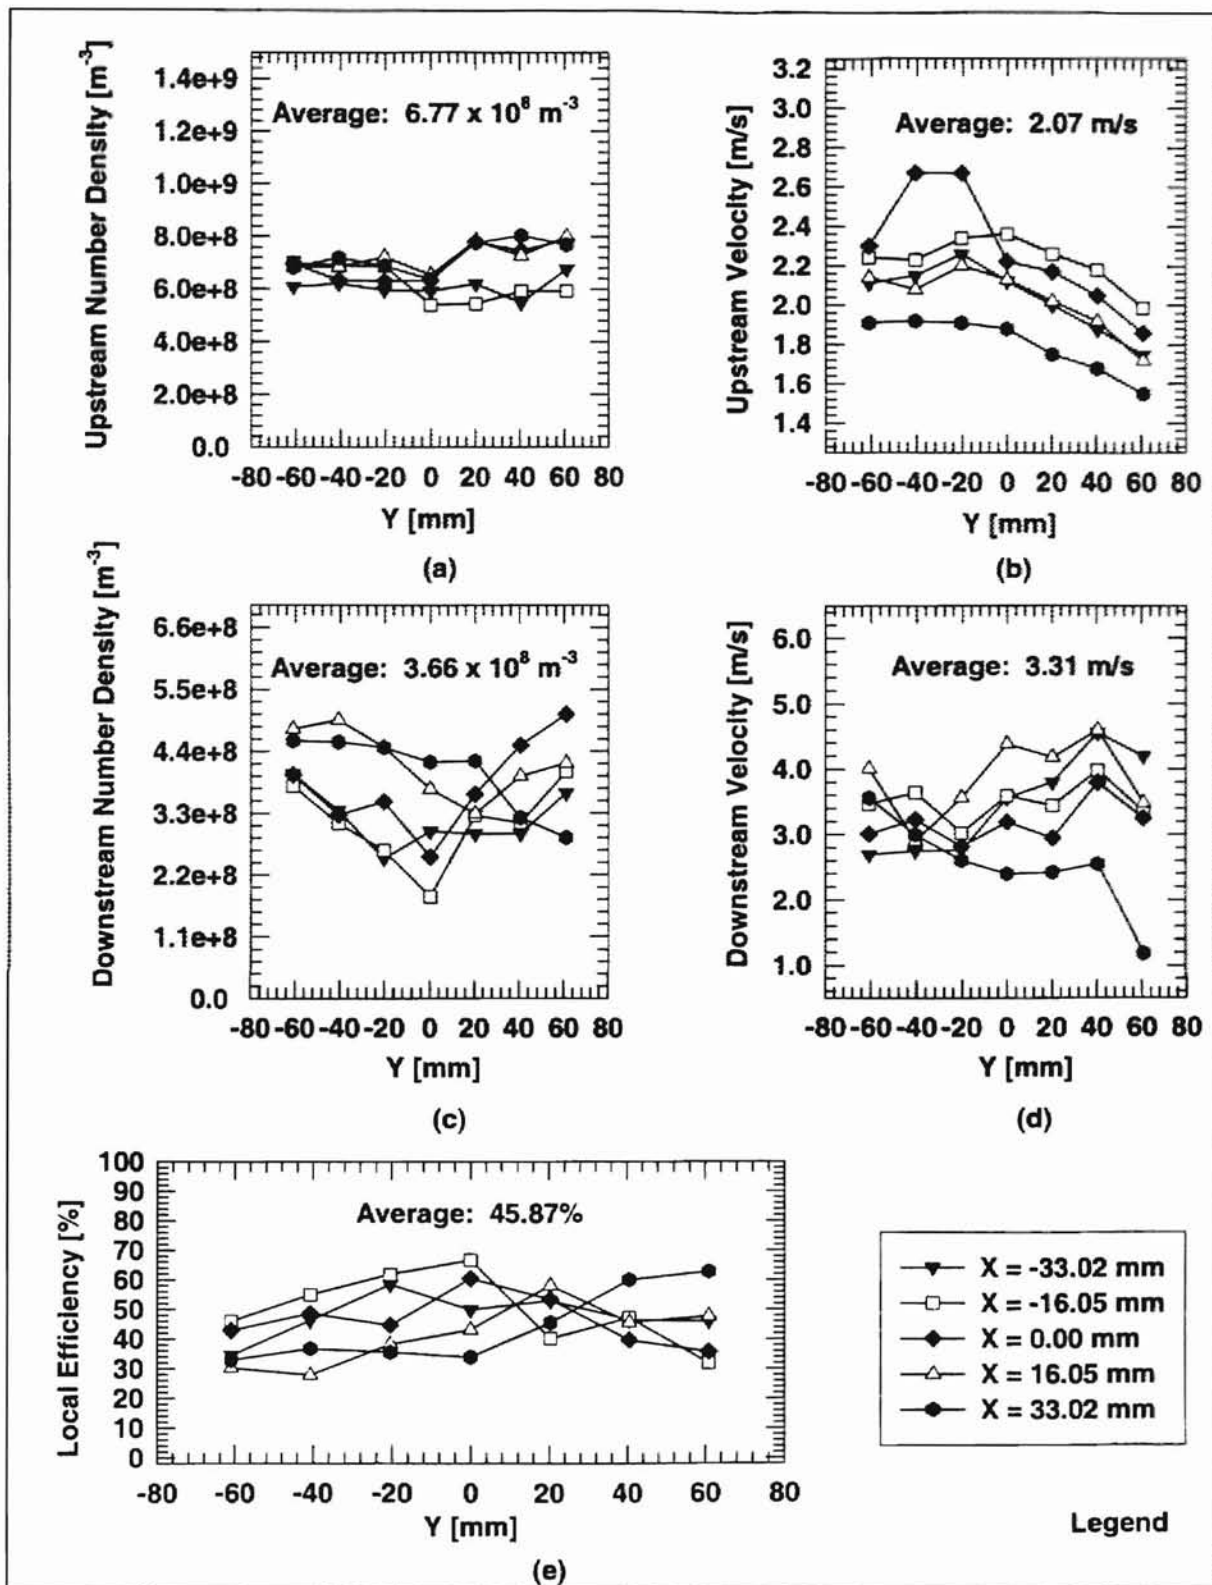 Upstream Number Density [m-3]
1.4e+9
1.2e+9
1.0e+9
8.0e+8
6.0e+8
4.0e+8
2.0e+8
0.0
Average: 6.77 x 10^8 m^-3
-80 -60 -40 -20 0 20 40 60 80
Y [mm]
(a)
Upstream Velocity [m/s]
3.2
3.0
2.8
2.6
2.4
2.2
2.0
1.8
1.6
1.4
Average: 2.07 m/s
-80 -60 -40 -20 0 20 40 60 80
Y [mm]
(b)
Downstream Number Density [m-3]
6.6e+8
5.5e+8
4.4e+8
3.3e+8
2.2e+8
1.1e+8
0.0
Average: 3.66 x 10^8 m^-3
-80 -60 -40 -20 0 20 40 60 80
Y [mm]
(c)
Downstream Velocity [m/s]
6.0
5.0
4.0
3.0
2.0
1.0
Average: 3.31 m/s
-80 -60 -40 -20 0 20 40 60 80
Y [mm]
(d)
Local Efficiency [%]
100
90
80
70
60
50
40
30
20
10
0
Average: 45.87%
-80 -60 -40 -20 0 20 40 60 80
Y [mm]
(e)
X = -33.02 mm
X = -16.05 mm
X = 0.00 mm
X = 16.05 mm
X = 33.02 mm
Legend